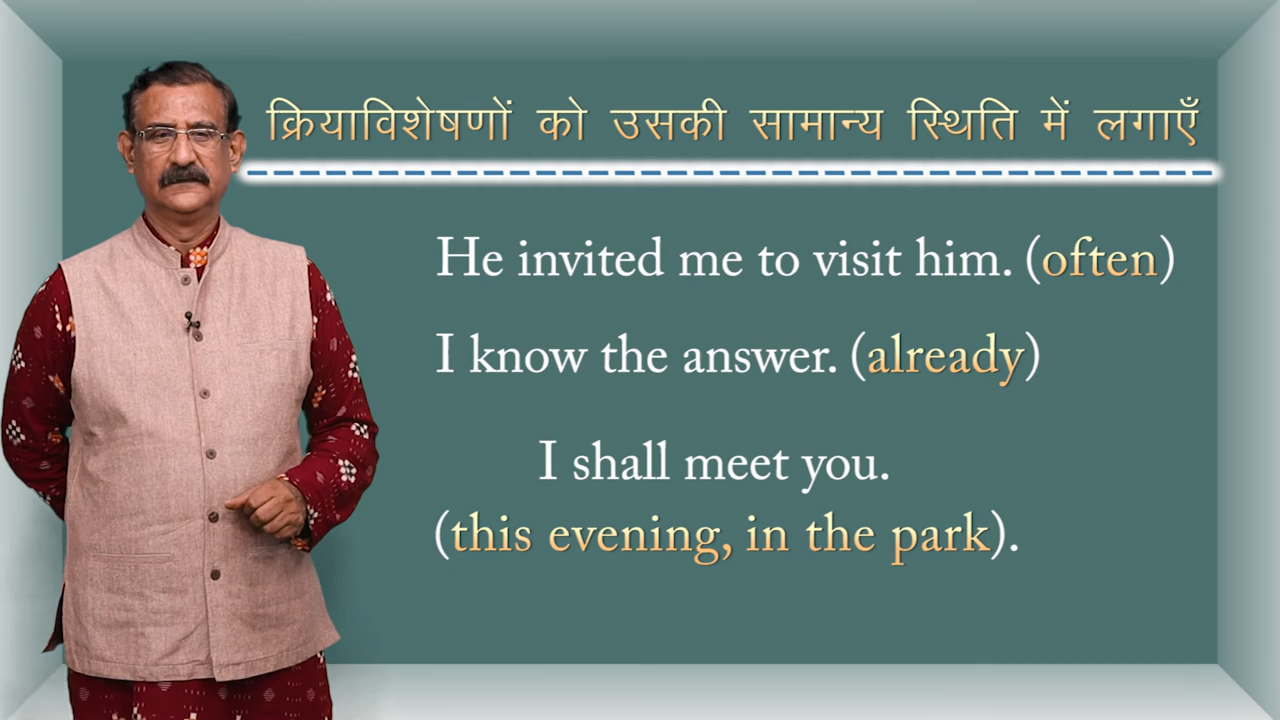 क्रियाविशेषणों को उसकी सामान्य स्थिति में लगाएँ
He invited me to visit him. (often)
I know the answer. (already)
I shall meet you.
(this evening, in the park).